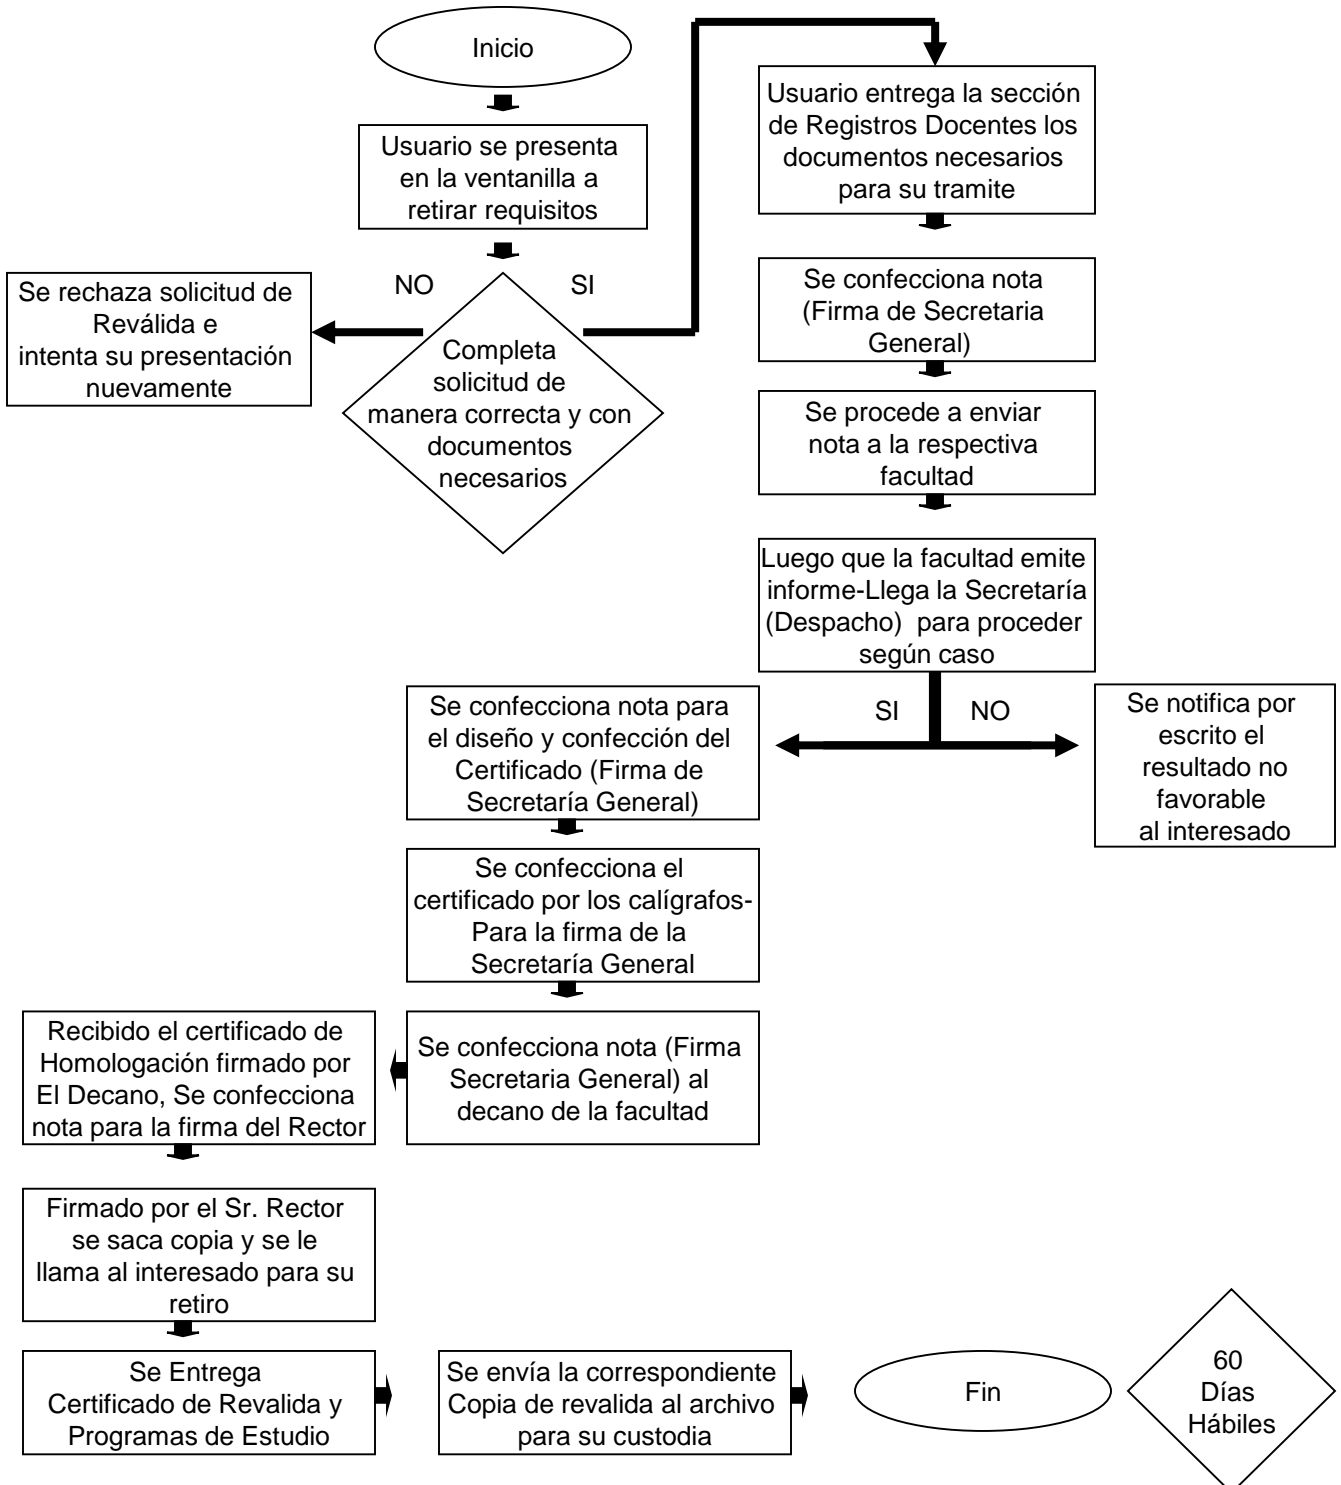 Inicio
Usuario se presenta
en la ventanilla a
retirar requisitos
NO
SI
Se rechaza solicitud de
Reválida e
intenta su presentación
nuevamente
Completa
solicitud de
manera correcta y con
documentos
necesarios
Usuario entrega la sección
de Registros Docentes los
documentos necesarios
para su tramite
Se confecciona nota
(Firma de Secretaria
General)
Se procede a enviar
nota a la respectiva
facultad
Luego que la facultad emite
informe-Llega la Secretaría
(Despacho) para proceder
según caso
SI
NO
Se notifica por
escrito el
resultado no
favorable
al interesado
Se confecciona nota para
el diseño y confección del
Certificado (Firma de
Secretaría General)
Se confecciona el
certificado por los calígrafos-
Para la firma de la
Secretaría General
Se confecciona nota (Firma
Secretaria General) al
decano de la facultad
Recibido el certificado de
Homologación firmado por
El Decano, Se confecciona
nota para la firma del Rector
Firmado por el Sr. Rector
se saca copia y se le
llama al interesado para su
retiro
Se Entrega
Certificado de Revalida y
Programas de Estudio
Se envía la correspondiente
Copia de revalida al archivo
para su custodia
Fin
60
Días
Hábiles